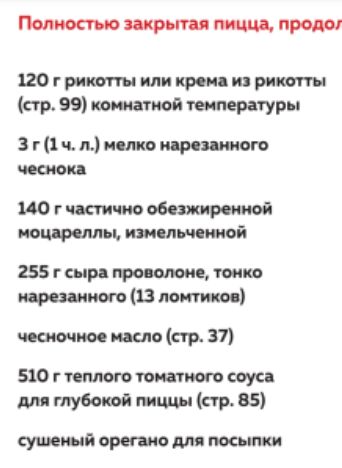 Полностью закрытая пицца, продол
120 г рикотты или крема из рикотты
(стр. 99) комнатной температуры
3 г (1 ч. л.) мелко нарезанного
чеснока
140 г частично обезжиренной
моцареллы, измельченной
255 г сыра проволоне, тонко
нарезанного (13 ломтиков)
чесночное масло (стр. 37)
510 г теплого томатного соуса
для глубокой пиццы (стр. 85)
сушеный орегано для посыпки